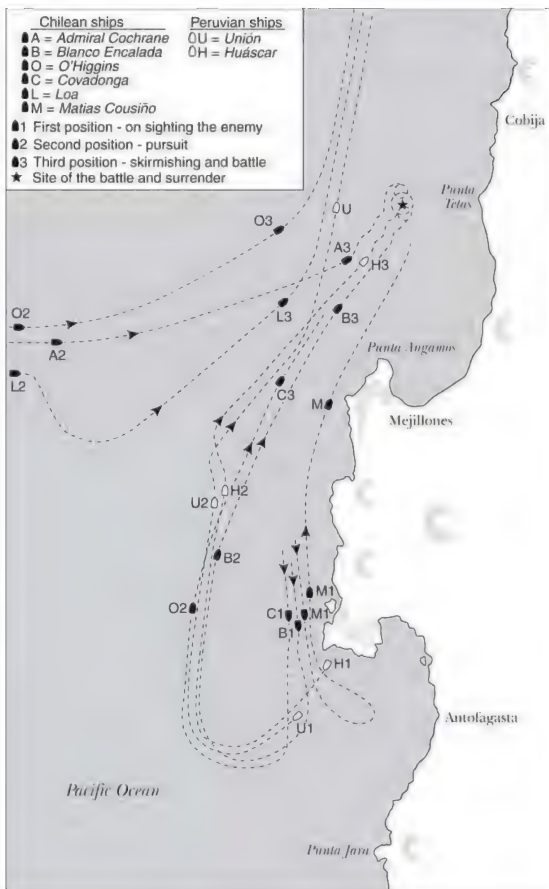 Chilean ships
A = Admiral Cochrane
B = Blanco Encalada
O = O'Higgins
C = Covadonga
L = Loa
M = Matias Cousiño
Peruvian ships
U = Unión
H = Huáscar
1 First position - on sighting the enemy
2 Second position - pursuit
3 Third position - skirmishing and battle
★ Site of the battle and surrender
Cobija
Punta
Tetas
U
O3
A3
H3
O2
A2
L3
B3
L2
Punta Angamos
C3
M
Mejillones
H2
U2
B2
O2
M1
C1
M1
B1
H1
U1
Antofagasta
Pacific Ocean
Punta Jara